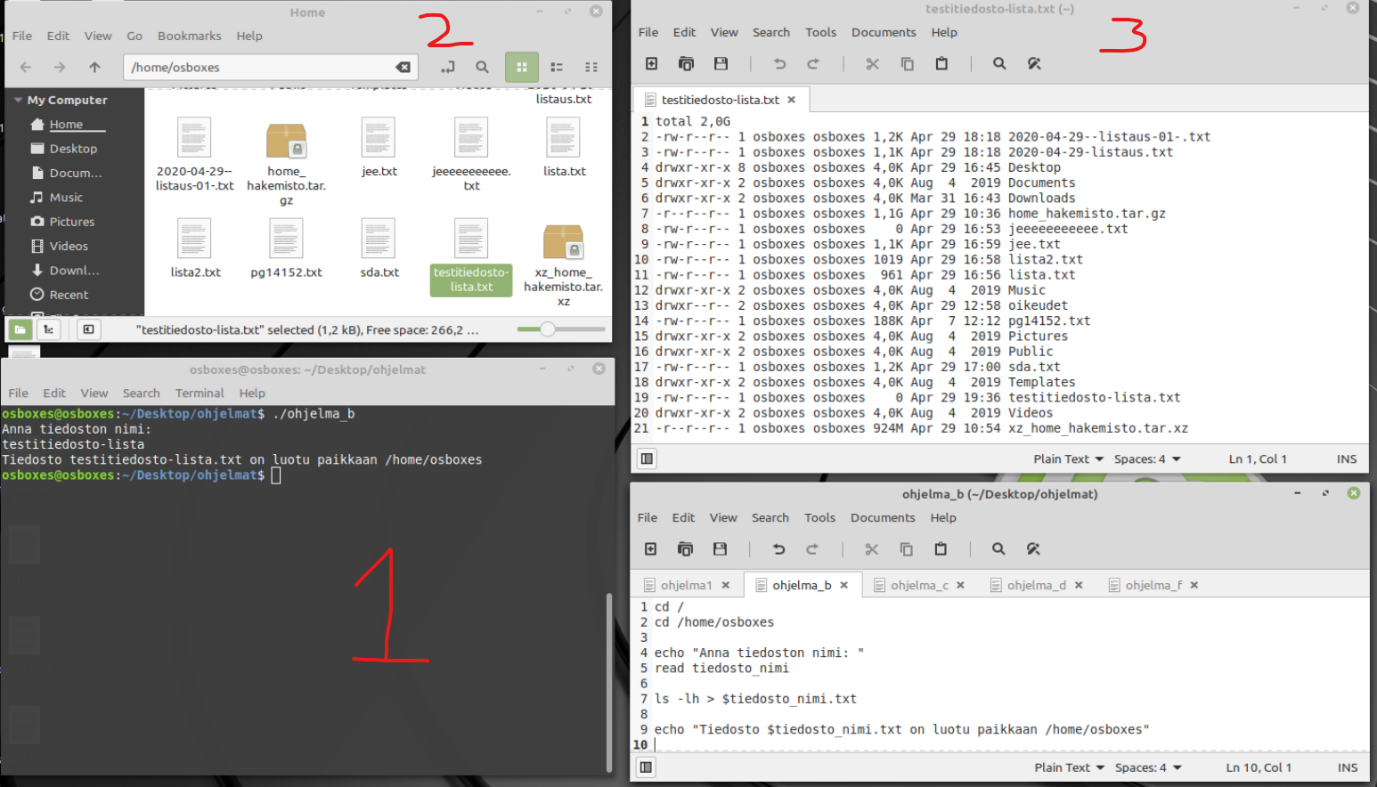 Home
File Edit View Go Bookmarks Help
2
/home/osboxes
My Computer
Home
Desktop
Docum...
Music
Pictures
Videos
Downl...
Recent
listaus.txt
2020-04-29--listaus-01-.txt
home_hakemisto.tar.gz
jee.txt
jeeeeeeeeeee.txt
lista.txt
lista2.txt
pg14152.txt
sda.txt
testitiedosto-lista.txt
xz_home_hakemisto.tar.xz
"testitiedosto-lista.txt" selected (1,2 kB), Free space: 266,2 ...
osboxes@osboxes: ~/Desktop/ohjelmat
File Edit View Search Terminal Help
osboxes@osboxes:~/Desktop/ohjelmat$ ./ohjelma_b
Anna tiedoston nimi:
testitiedosto-lista
Tiedosto testitiedosto-lista.txt on luotu paikkaan /home/osboxes
osboxes@osboxes:~/Desktop/ohjelmat$
1
testitiedosto-lista.txt (~)
File Edit View Search Tools Documents Help
3
testitiedosto-lista.txt
1 total 2,0G
2 -rw-r--r-- 1 osboxes osboxes 1,2K Apr 29 18:18 2020-04-29--listaus-01-.txt
3 -rw-r--r-- 1 osboxes osboxes 1,1K Apr 29 18:18 2020-04-29-listaus.txt
4 drwxr-xr-x 8 osboxes osboxes 4,0K Apr 29 16:45 Desktop
5 drwxr-xr-x 2 osboxes osboxes 4,0K Aug  4  2019 Documents
6 drwxr-xr-x 2 osboxes osboxes 4,0K Mar 31 16:43 Downloads
7 -r--r--r-- 1 osboxes osboxes 1,1G Apr 29 10:36 home_hakemisto.tar.gz
8 -rw-r--r-- 1 osboxes osboxes    0 Apr 29 16:53 jeeeeeeeeeee.txt
9 -rw-r--r-- 1 osboxes osboxes 1,1K Apr 29 16:59 jee.txt
10 -rw-r--r-- 1 osboxes osboxes 1019 Apr 29 16:58 lista2.txt
11 -rw-r--r-- 1 osboxes osboxes  961 Apr 29 16:56 lista.txt
12 drwxr-xr-x 2 osboxes osboxes 4,0K Aug  4  2019 Music
13 drwxr--r-- 2 osboxes osboxes 4,0K Apr 29 12:58 oikeudet
14 -rw-r--r-- 1 osboxes osboxes 188K Apr  7 12:12 pg14152.txt
15 drwxr-xr-x 2 osboxes osboxes 4,0K Aug  4  2019 Pictures
16 drwxr-xr-x 2 osboxes osboxes 4,0K Aug  4  2019 Public
17 -rw-r--r-- 1 osboxes osboxes 1,2K Apr 29 17:00 sda.txt
18 drwxr-xr-x 2 osboxes osboxes 4,0K Aug  4  2019 Templates
19 -rw-r--r-- 1 osboxes osboxes    0 Apr 29 19:36 testitiedosto-lista.txt
20 drwxr-xr-x 2 osboxes osboxes 4,0K Aug  4  2019 Videos
21 -r--r--r-- 1 osboxes osboxes 924M Apr 29 10:54 xz_home_hakemisto.tar.xz
Plain Text Spaces: 4 Ln 1, Col 1 INS
ohjelma_b (~/Desktop/ohjelmat)
File Edit View Search Tools Documents Help
ohjelma1 ohjelma_b ohjelma_c ohjelma_d ohjelma_f
1 cd /
2 cd /home/osboxes
3
4 echo "Anna tiedoston nimi: "
5 read tiedosto_nimi
6
7 ls -lh > $tiedosto_nimi.txt
8
9 echo "Tiedosto $tiedosto_nimi.txt on luotu paikkaan /home/osboxes"
10
Plain Text Spaces: 4 Ln 10, Col 1 INS